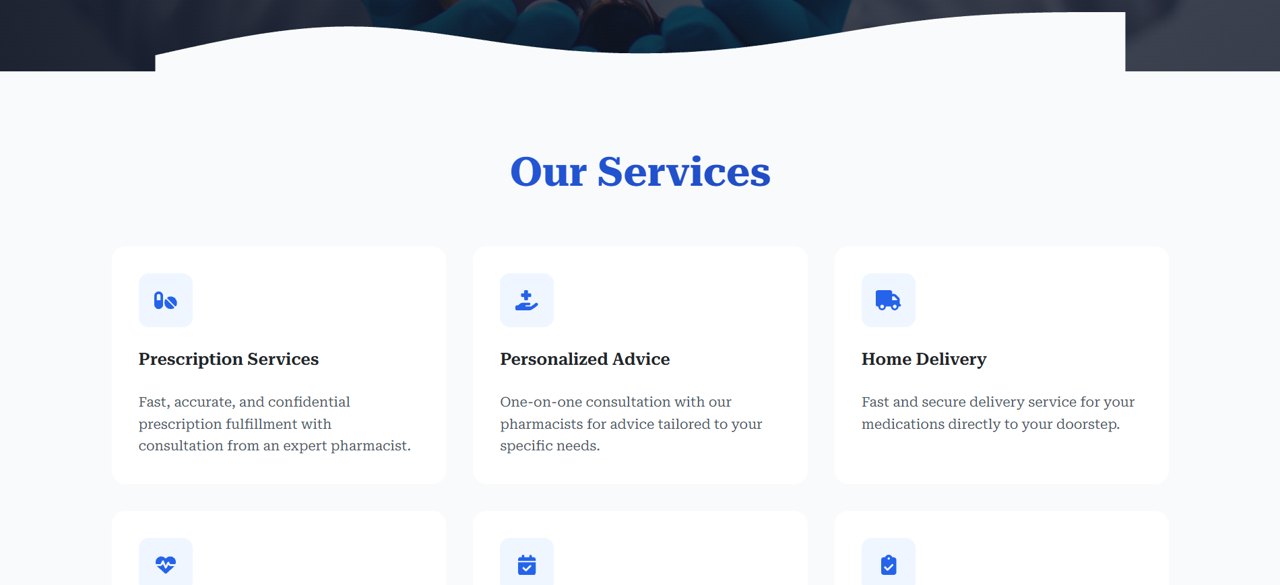 Our Services
Prescription Services
Fast, accurate, and confidential
prescription fulfillment with
consultation from an expert pharmacist.
Personalized Advice
One-on-one consultation with our
pharmacists for advice tailored to your
specific needs.
Home Delivery
Fast and secure delivery service for your
medications directly to your doorstep.